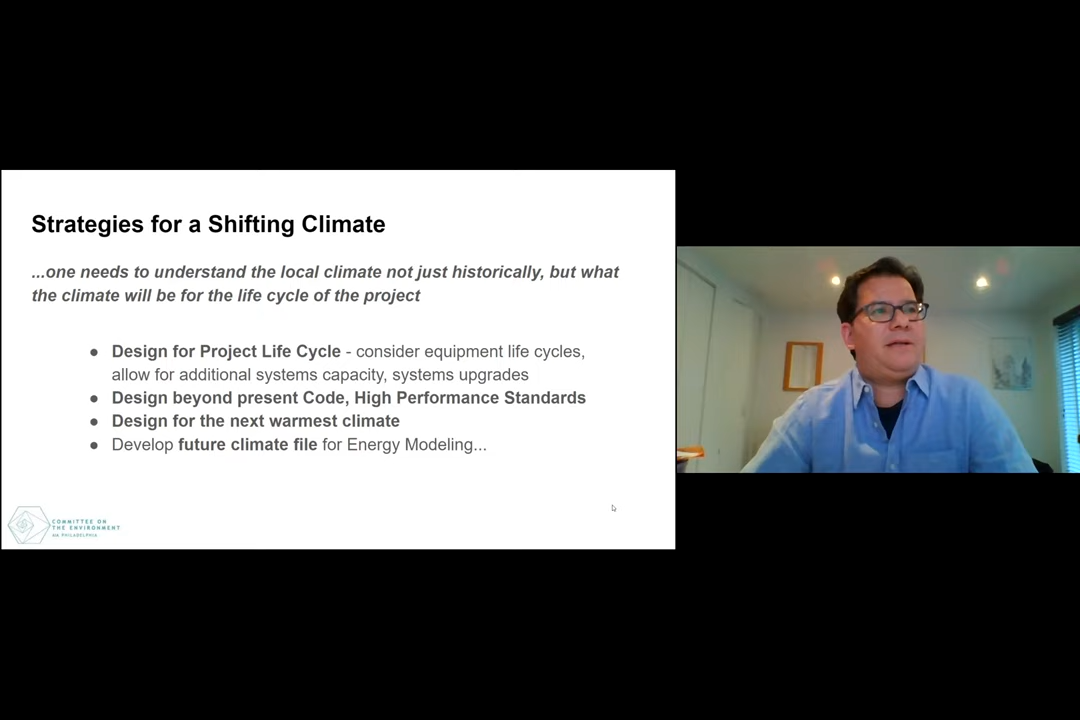 Strategies for a Shifting Climate
...one needs to understand the local climate not just historically, but what
the climate will be for the life cycle of the project
● Design for Project Life Cycle - consider equipment life cycles,
allow for additional systems capacity, systems upgrades
● Design beyond present Code, High Performance Standards
● Design for the next warmest climate
● Develop future climate file for Energy Modeling...
COMMITTEE ON
THE ENVIRONMENT
AIA PHILADELPHIA